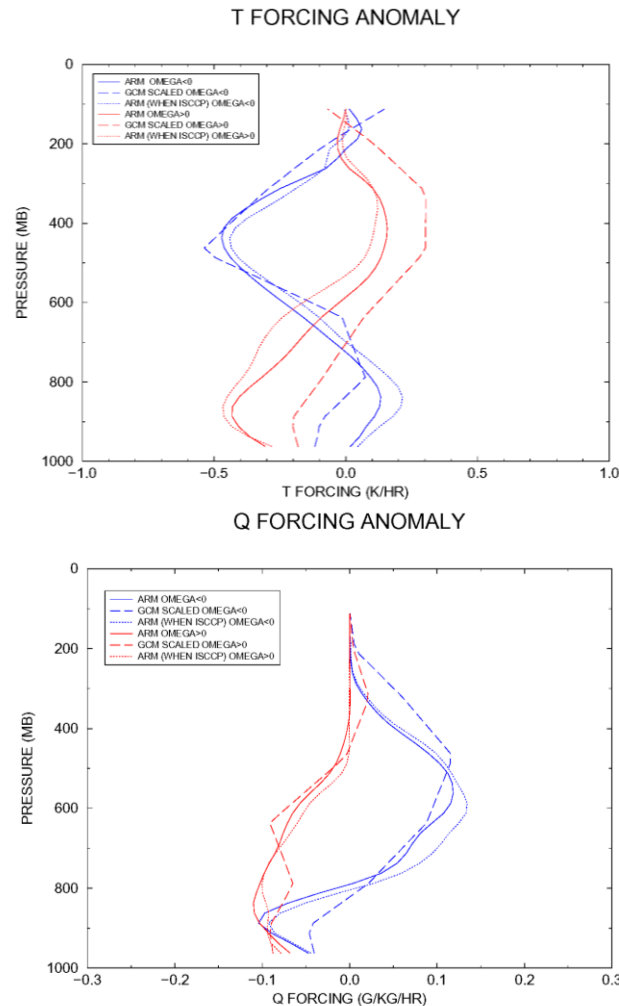 T FORCING ANOMALY
0
200
400
600
800
1000
PRESSURE (MB)
ARM OMEGA<0
GCM SCALED OMEGA<0
ARM (WHEN ISCCP) OMEGA<0
ARM OMEGA>0
GCM SCALED OMEGA>0
ARM (WHEN ISCCP) OMEGA>0
−1.0 −0.5 0.0 0.5 1.0
T FORCING (K/HR)
Q FORCING ANOMALY
0
200
400
600
800
1000
PRESSURE (MB)
ARM OMEGA<0
GCM SCALED OMEGA<0
ARM (WHEN ISCCP) OMEGA<0
ARM OMEGA>0
GCM SCALED OMEGA>0
ARM (WHEN ISCCP) OMEGA>0
−0.3 −0.2 −0.1 0.0 0.1 0.2 0.3
Q FORCING (G/KG/HR)